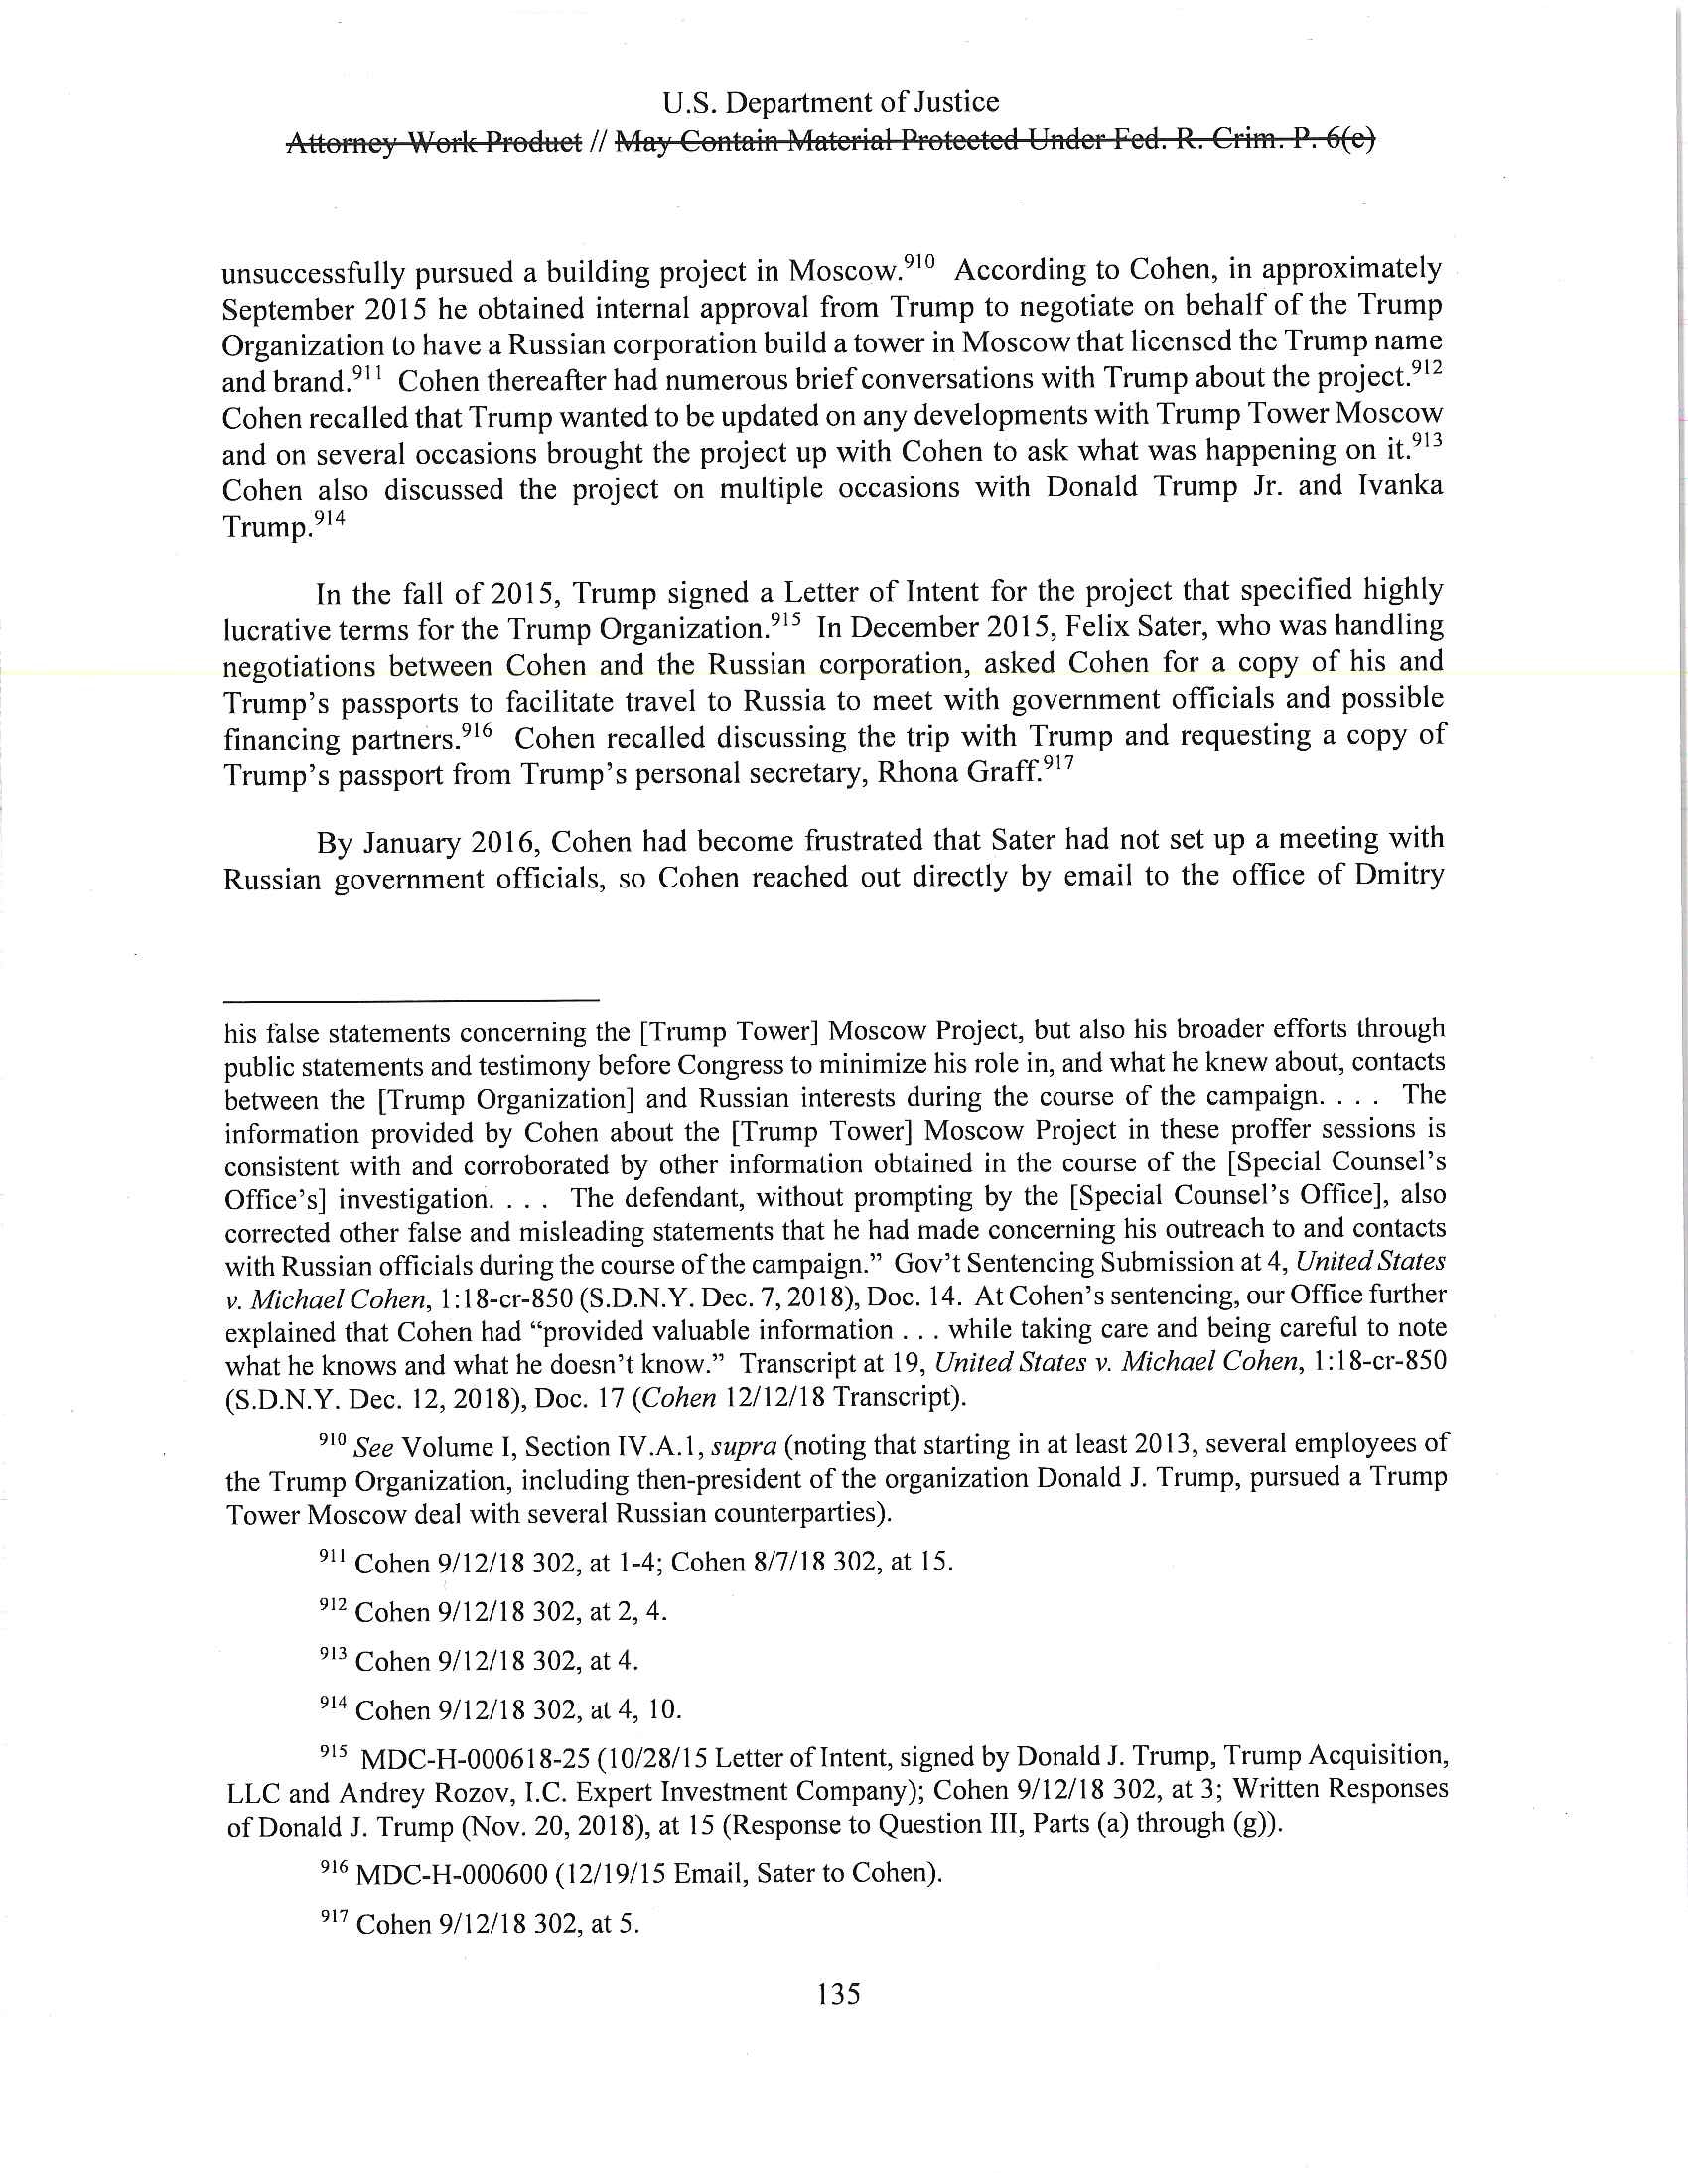 U.S. Department of Justice
Attorney Work Product // May Contain Material Protected Under Fed. R. Crim. P. 6(e)
unsuccessfully pursued a building project in Moscow.910 According to Cohen, in approximately
September 2015 he obtained internal approval from Trump to negotiate on behalf of the Trump
Organization to have a Russian corporation build a tower in Moscow that licensed the Trump name
and brand.911 Cohen thereafter had numerous brief conversations with Trump about the project.912
Cohen recalled that Trump wanted to be updated on any developments with Trump Tower Moscow
and on several occasions brought the project up with Cohen to ask what was happening on it.913
Cohen also discussed the project on multiple occasions with Donald Trump Jr. and Ivanka
Trump.914
In the fall of 2015, Trump signed a Letter of Intent for the project that specified highly
lucrative terms for the Trump Organization.915 In December 2015, Felix Sater, who was handling
negotiations between Cohen and the Russian corporation, asked Cohen for a copy of his and
Trump's passports to facilitate travel to Russia to meet with government officials and possible
financing partners.916 Cohen recalled discussing the trip with Trump and requesting a copy of
Trump's passport from Trump's personal secretary, Rhona Graff.917
By January 2016, Cohen had become frustrated that Sater had not set up a meeting with
Russian government officials, so Cohen reached out directly by email to the office of Dmitry
his false statements concerning the [Trump Tower] Moscow Project, but also his broader efforts through
public statements and testimony before Congress to minimize his role in, and what he knew about, contacts
between the [Trump Organization] and Russian interests during the course of the campaign. . . . The
information provided by Cohen about the [Trump Tower] Moscow Project in these proffer sessions is
consistent with and corroborated by other information obtained in the course of the [Special Counsel's
Office's] investigation. . . . The defendant, without prompting by the [Special Counsel's Office], also
corrected other false and misleading statements that he had made concerning his outreach to and contacts
with Russian officials during the course of the campaign.” Gov't Sentencing Submission at 4, United States
v. Michael Cohen, 1:18-cr-850 (S.D.N.Y. Dec. 7, 2018), Doc. 14. At Cohen's sentencing, our Office further
explained that Cohen had “provided valuable information . . . while taking care and being careful to note
what he knows and what he doesn't know.” Transcript at 19, United States v. Michael Cohen, 1:18-cr-850
(S.D.N.Y. Dec. 12, 2018), Doc. 17 (Cohen 12/12/18 Transcript).
910 See Volume I, Section IV.A.1, supra (noting that starting in at least 2013, several employees of
the Trump Organization, including then-president of the organization Donald J. Trump, pursued a Trump
Tower Moscow deal with several Russian counterparties).
911 Cohen 9/12/18 302, at 1-4; Cohen 8/7/18 302, at 15.
912 Cohen 9/12/18 302, at 2, 4.
913 Cohen 9/12/18 302, at 4.
914 Cohen 9/12/18 302, at 4, 10.
915 MDC-H-000618-25 (10/28/15 Letter of Intent, signed by Donald J. Trump, Trump Acquisition,
LLC and Andrey Rozov, I.C. Expert Investment Company); Cohen 9/12/18 302, at 3; Written Responses
of Donald J. Trump (Nov. 20, 2018), at 15 (Response to Question III, Parts (a) through (g)).
916 MDC-H-000600 (12/19/15 Email, Sater to Cohen).
917 Cohen 9/12/18 302, at 5.
135